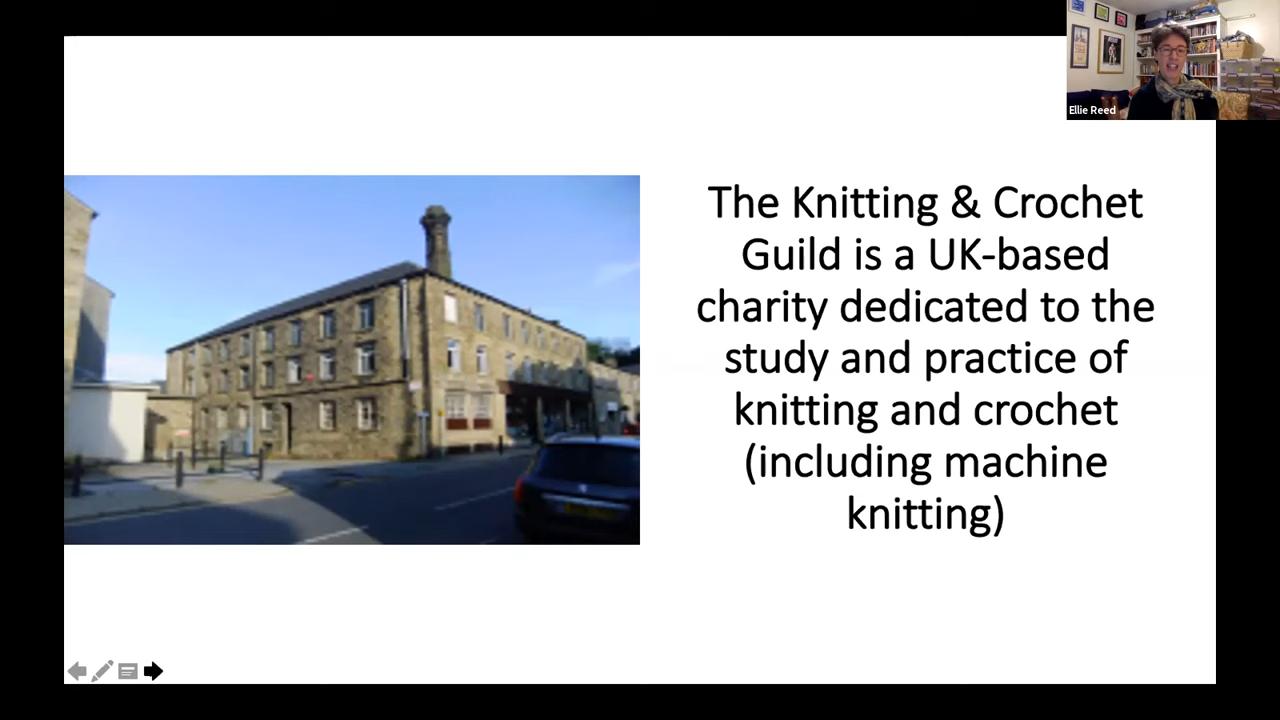 Ellie Reed
The Knitting & Crochet
Guild is a UK-based
charity dedicated to the
study and practice of
knitting and crochet
(including machine
knitting)